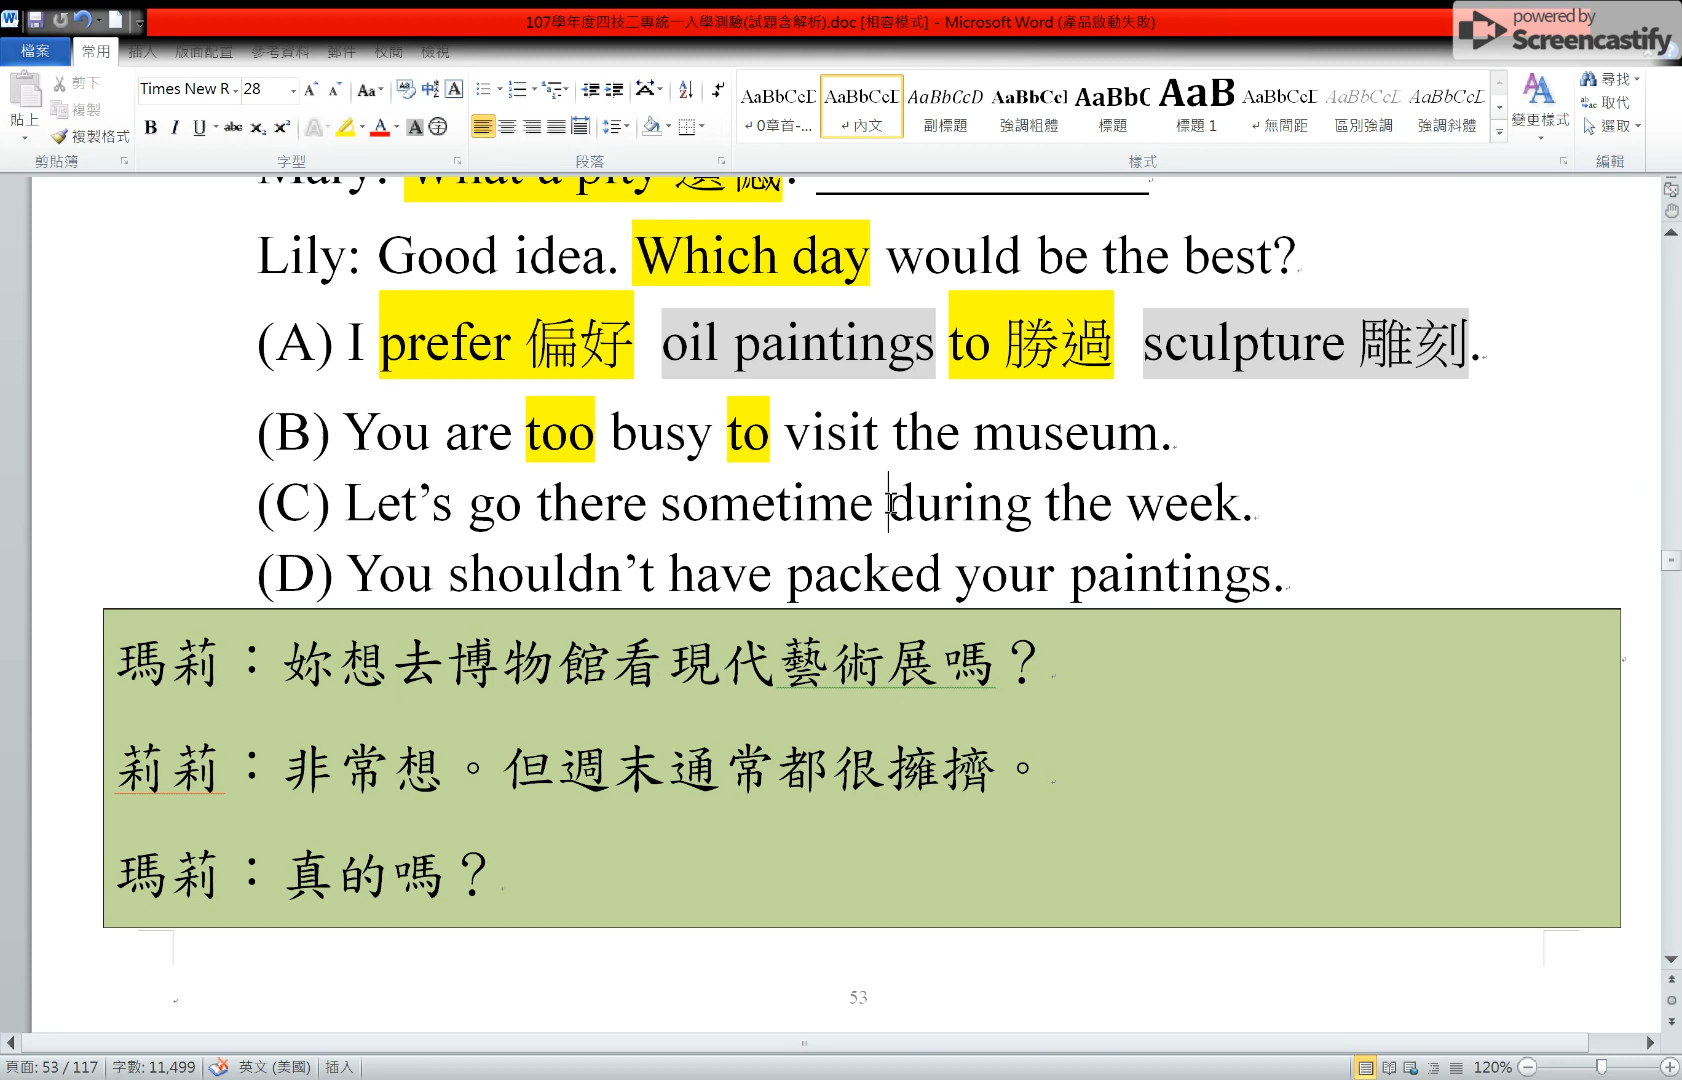 107學年度四技二專統一入學測驗(試題含解析).doc [相容模式] - Microsoft Word (產品啟動失敗)
powered by
Screencastify
檔案 常用 插入 版面配置 參考資料 郵件 校閱 檢視
貼上 剪下 複製 複製格式 剪貼簿
Times New R 28
字型
段落
AaBbCcI AaBbCcI AaBbCcD AaBbCcI AaBbC AaB AaBbCcI AaBbCcL AaBbCcL
0章首-... 內文 副標題 強調粗體 標題 標題 1 無間距 區別強調 強調斜體
變更樣式
樣式
尋找
取代
選取
編輯
Mary: What a pity 遺憾!
Lily: Good idea. Which day would be the best?
(A) I prefer 偏好 oil paintings to 勝過 sculpture 雕刻.
(B) You are too busy to visit the museum.
(C) Let’s go there sometime during the week.
(D) You shouldn’t have packed your paintings.
瑪莉：妳想去博物館看現代藝術展嗎？
莉莉：非常想。但週末通常都很擁擠。
瑪莉：真的嗎？
53
頁面: 53 / 117 字數: 11,499 英文 (美國) 插入 120%